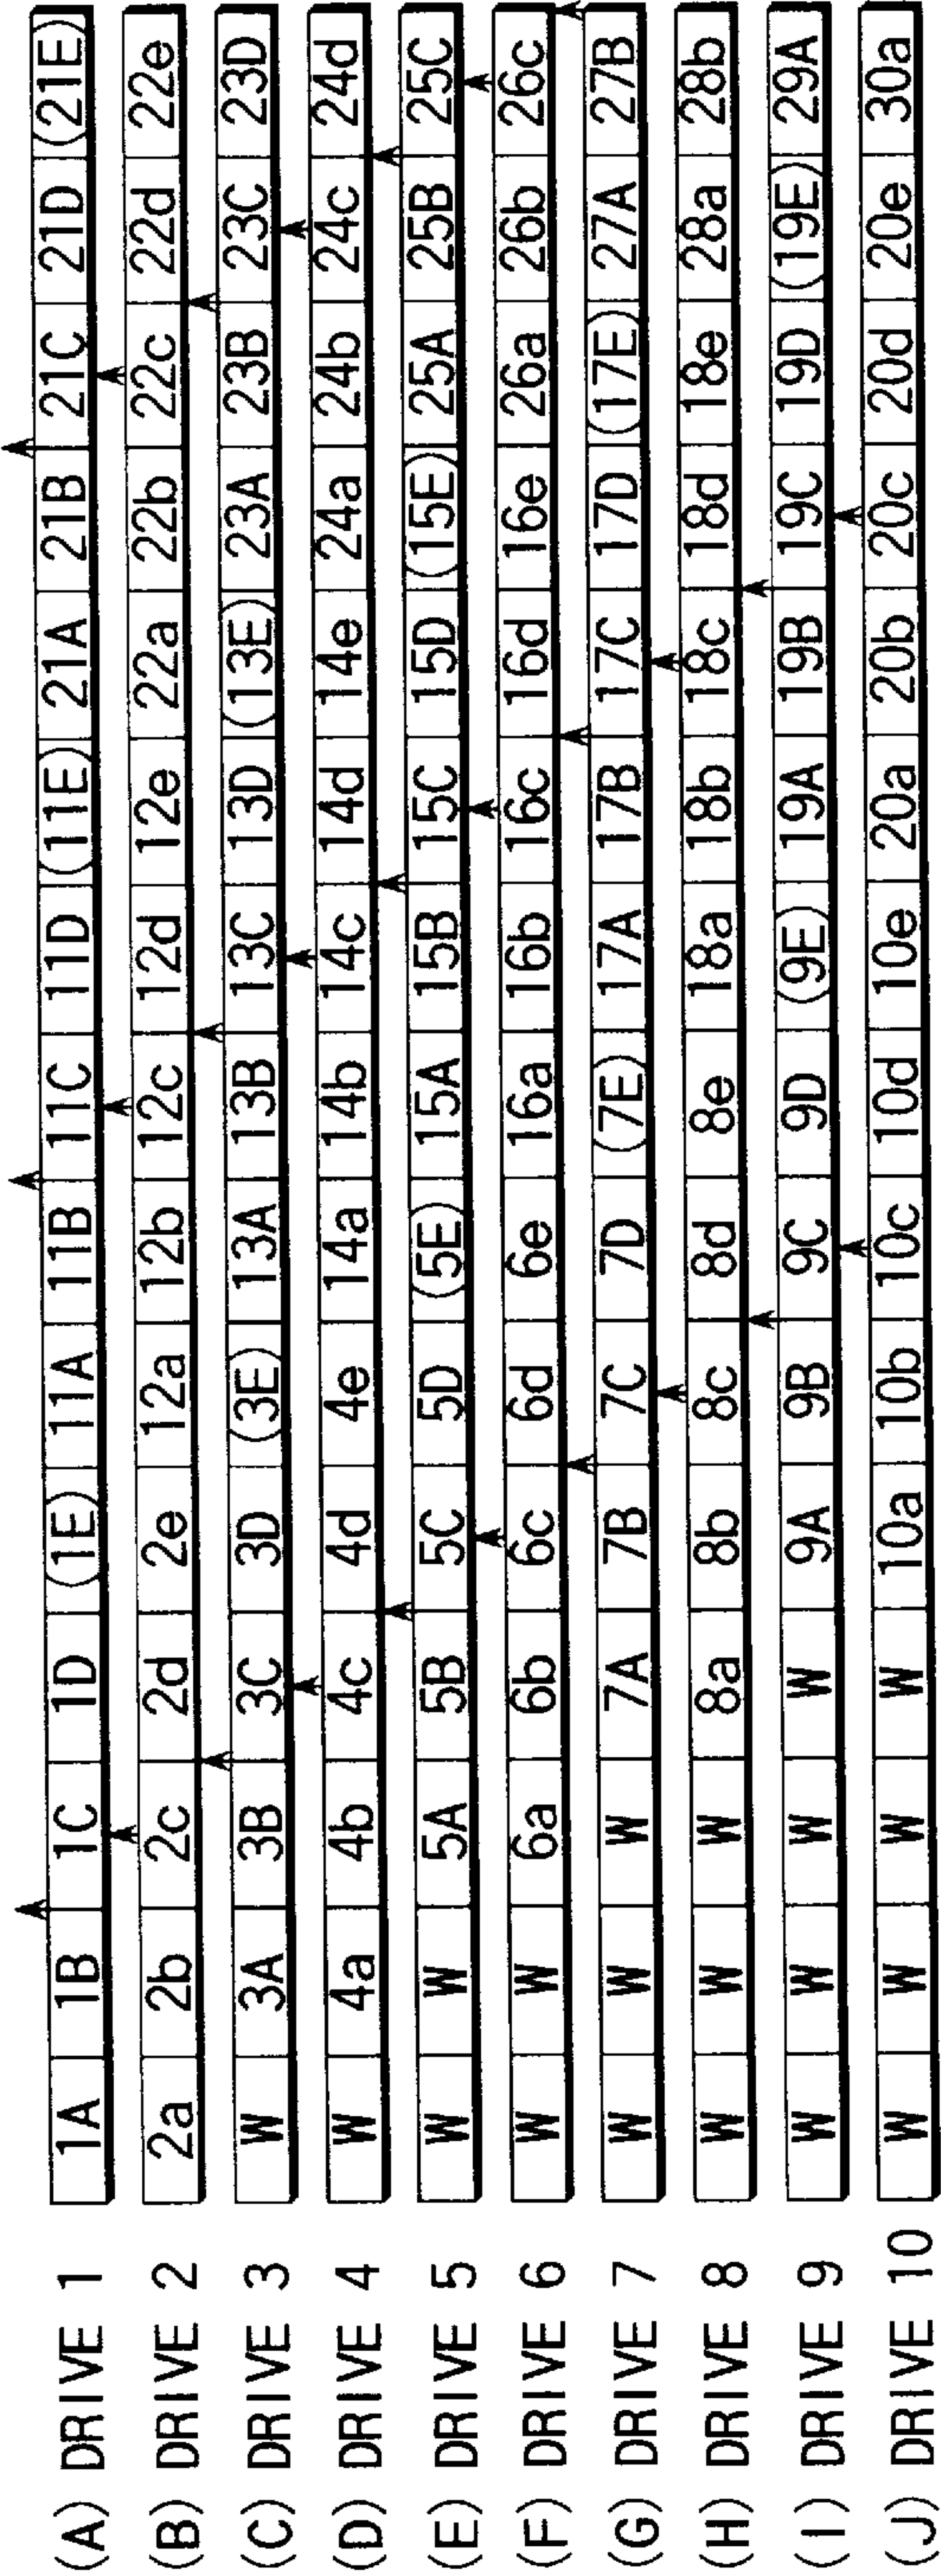 (A) DRIVE 1 1A 1B 1C 1D (1E) 11A 11B 11C 11D (11E) 21A 21B 21C 21D (21E)
(B) DRIVE 2 2a 2b 2c 2d 2e 12a 12b 12c 12d 12e 22a 22b 22c 22d 22e
(C) DRIVE 3 W 3A 3B 3C 3D (3E) 13A 13B 13C 13D (13E) 23A 23B 23C 23D
(D) DRIVE 4 W 4a 4b 4c 4d 4e 14a 14b 14c 14d 14e 24a 24b 24c 24d
(E) DRIVE 5 W W 5A 5B 5C 5D (5E) 15A 15B 15C 15D (15E) 25A 25B 25C
(F) DRIVE 6 W W 6a 6b 6c 6d 6e 16a 16b 16c 16d 16e 26a 26b 26c
(G) DRIVE 7 W W W 7A 7B 7C 7D (7E) 17A 17B 17C 17D (17E) 27A 27B
(H) DRIVE 8 W W W 8a 8b 8c 8d 8e 18a 18b 18c 18d 18e 28a 28b
(I) DRIVE 9 W W W W 9A 9B 9C 9D (9E) 19A 19B 19C 19D (19E) 29A
(J) DRIVE 10 W W W W 10a 10b 10c 10d 10e 20a 20b 20c 20d 20e 30a